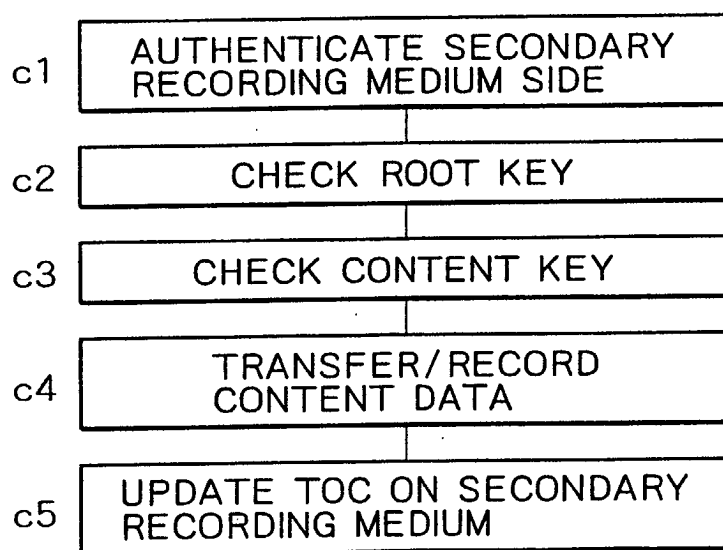 c1
AUTHENTICATE SECONDARY
RECORDING MEDIUM SIDE
c2
CHECK ROOT KEY
c3
CHECK CONTENT KEY
c4
TRANSFER/RECORD
CONTENT DATA
c5
UPDATE TOC ON SECONDARY
RECORDING MEDIUM